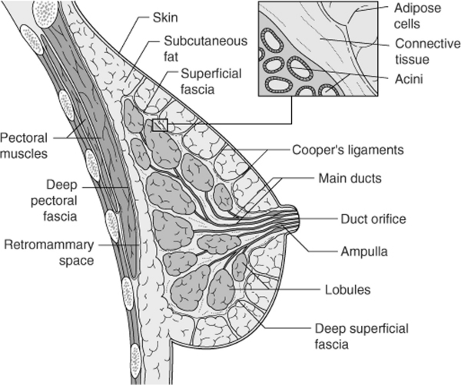 Skin
Subcutaneous
fat
Superficial
fascia
Adipose
cells
Connective
tissue
Acini
Pectoral
muscles
Deep
pectoral
fascia
Retromammary
space
Cooper's ligaments
Main ducts
Duct orifice
Ampulla
Lobules
Deep superficial
fascia